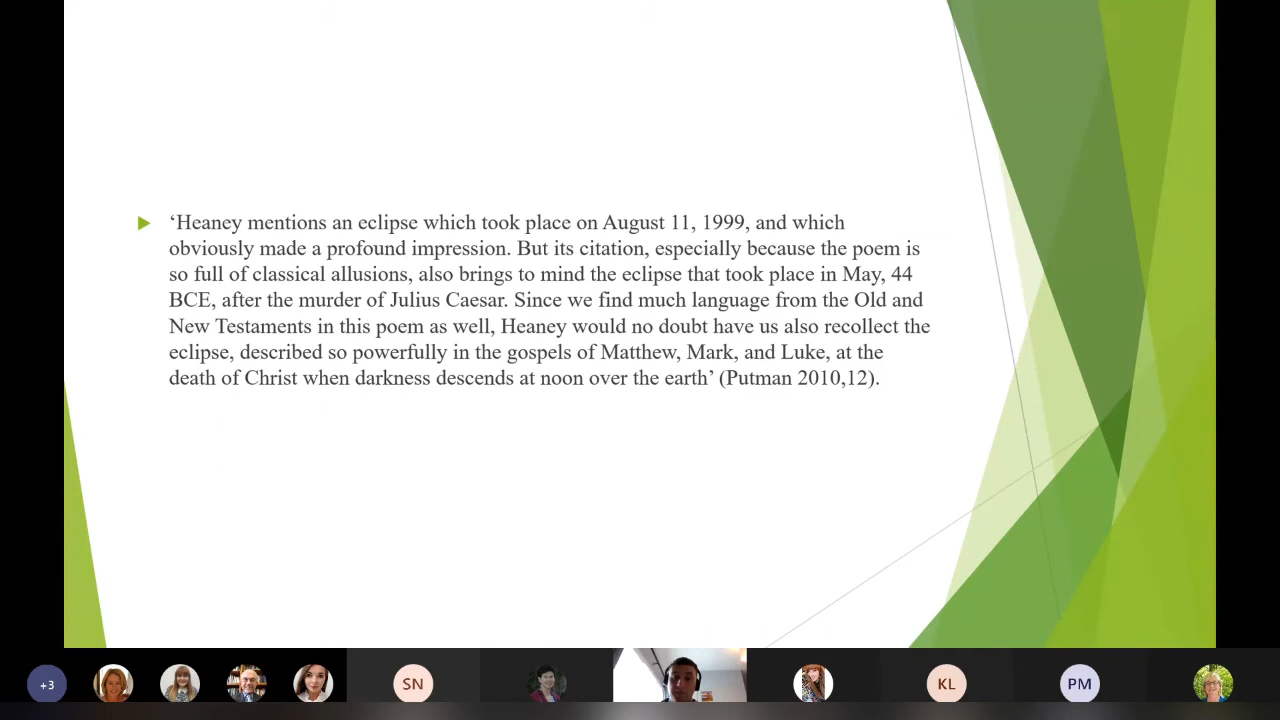 ‘Heaney mentions an eclipse which took place on August 11, 1999, and which
obviously made a profound impression. But its citation, especially because the poem is
so full of classical allusions, also brings to mind the eclipse that took place in May, 44
BCE, after the murder of Julius Caesar. Since we find much language from the Old and
New Testaments in this poem as well, Heaney would no doubt have us also recollect the
eclipse, described so powerfully in the gospels of Matthew, Mark, and Luke, at the
death of Christ when darkness descends at noon over the earth’ (Putman 2010,12).
+3
SN
KL
PM